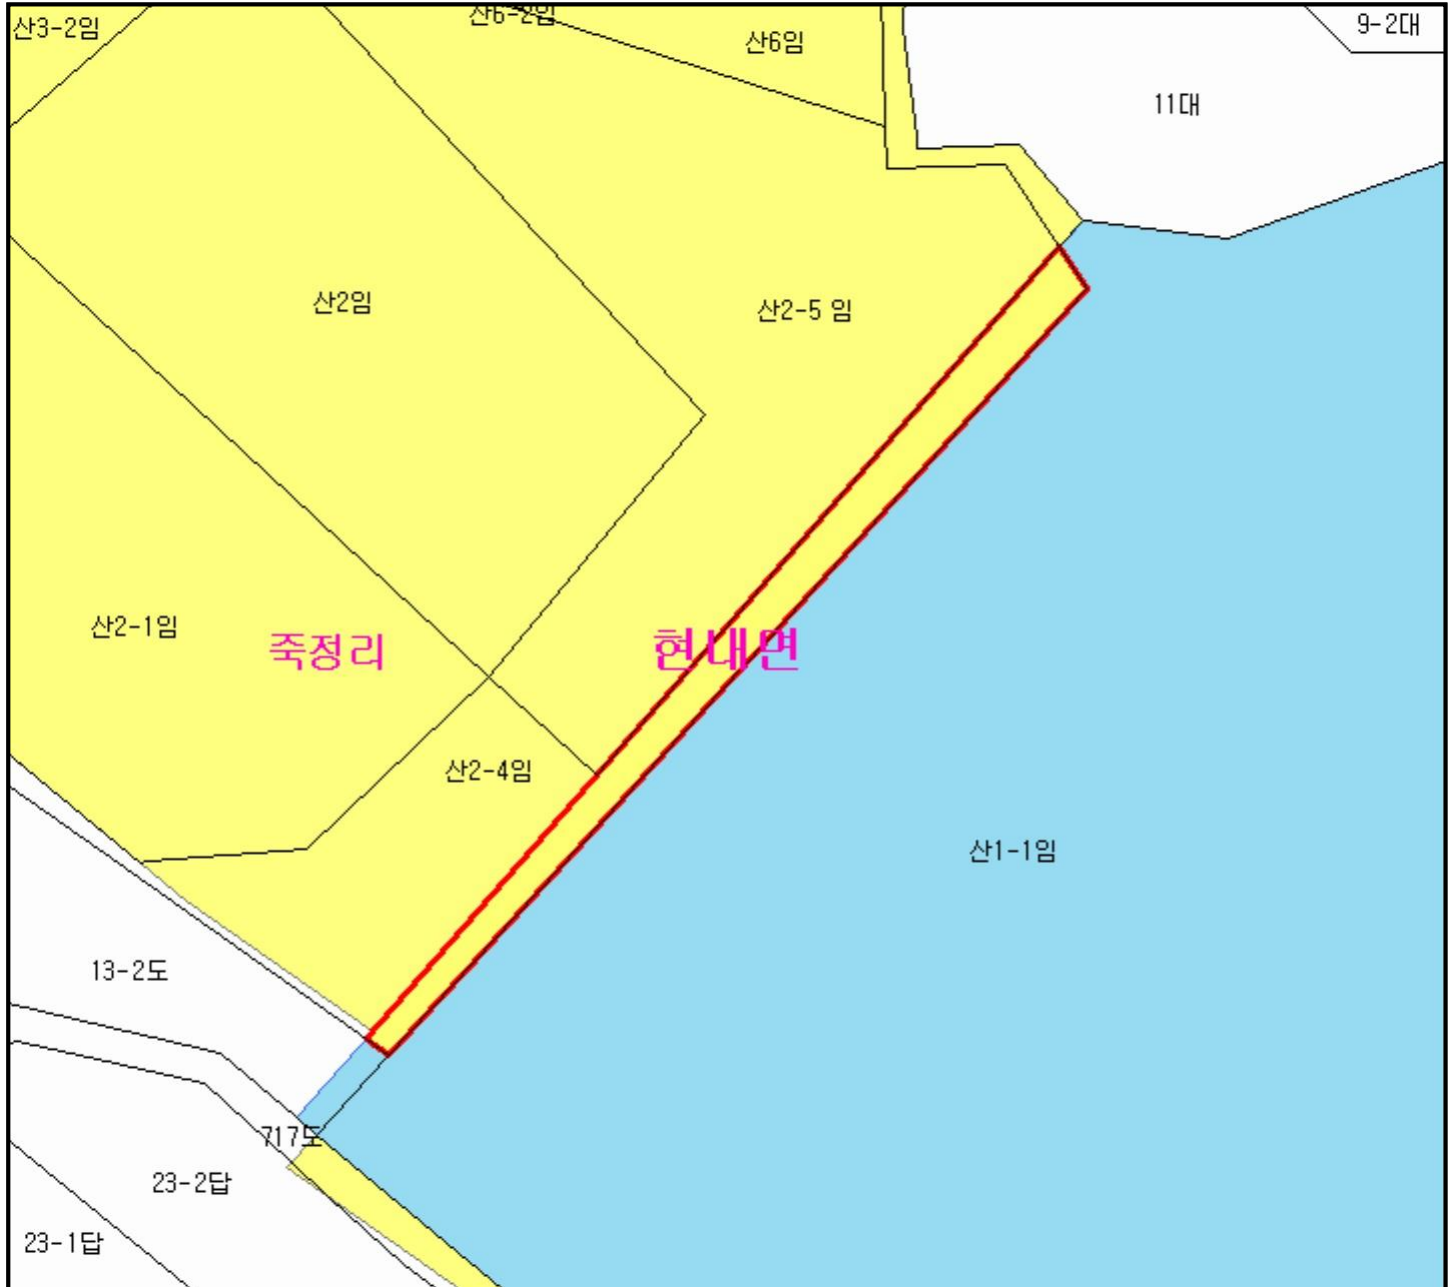 산3-2임
산6-2임
산6임
9-2대
11대
산2임
산2-5 임
산2-1임
죽정리
현내면
산2-4임
산1-1임
13-2도
717도
23-2답
23-1답